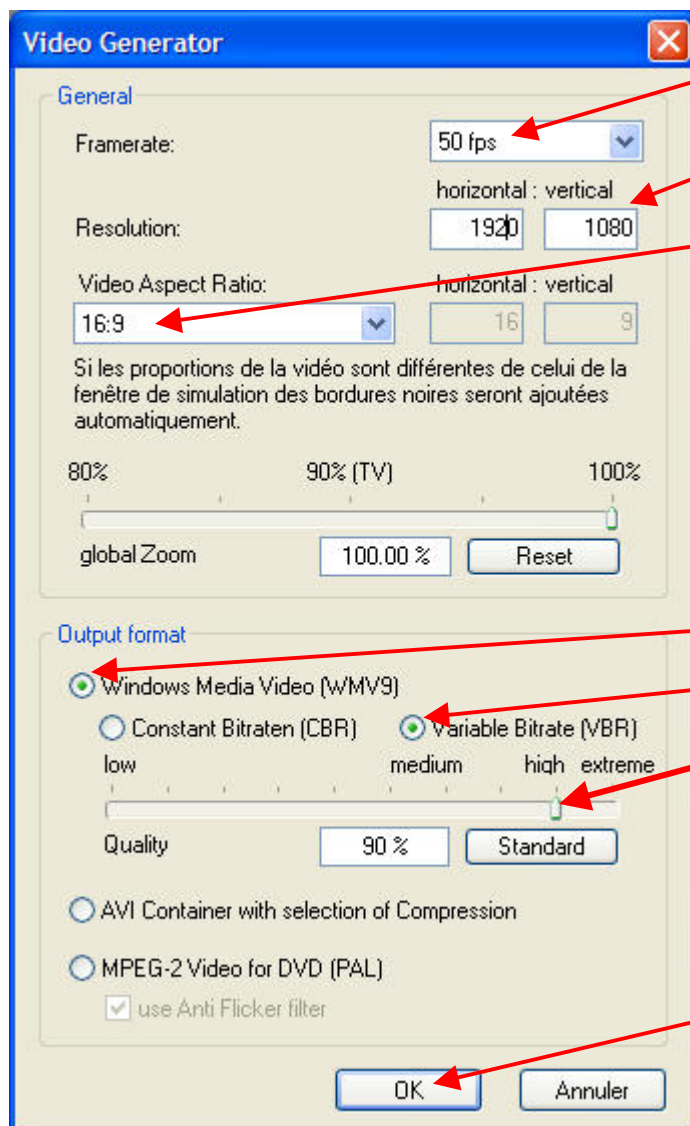 Video Generator
General
Framerate:
50 fps
horizontal : vertical
Resolution:
1920
1080
Video Aspect Ratio:
horizontal : vertical
16:9
16
9
Si les proportions de la vidéo sont différentes de celui de la
fenêtre de simulation des bordures noires seront ajoutées
automatiquement.
80%
90% (TV)
100%
global Zoom
100.00 %
Reset
Output format
Windows Media Video (WMV9)
Constant Bitraten (CBR)
Variable Bitrate (VBR)
low
medium
high
extreme
Quality
90 %
Standard
AVI Container with selection of Compression
MPEG-2 Video for DVD (PAL)
use Anti Flicker filter
OK
Annuler